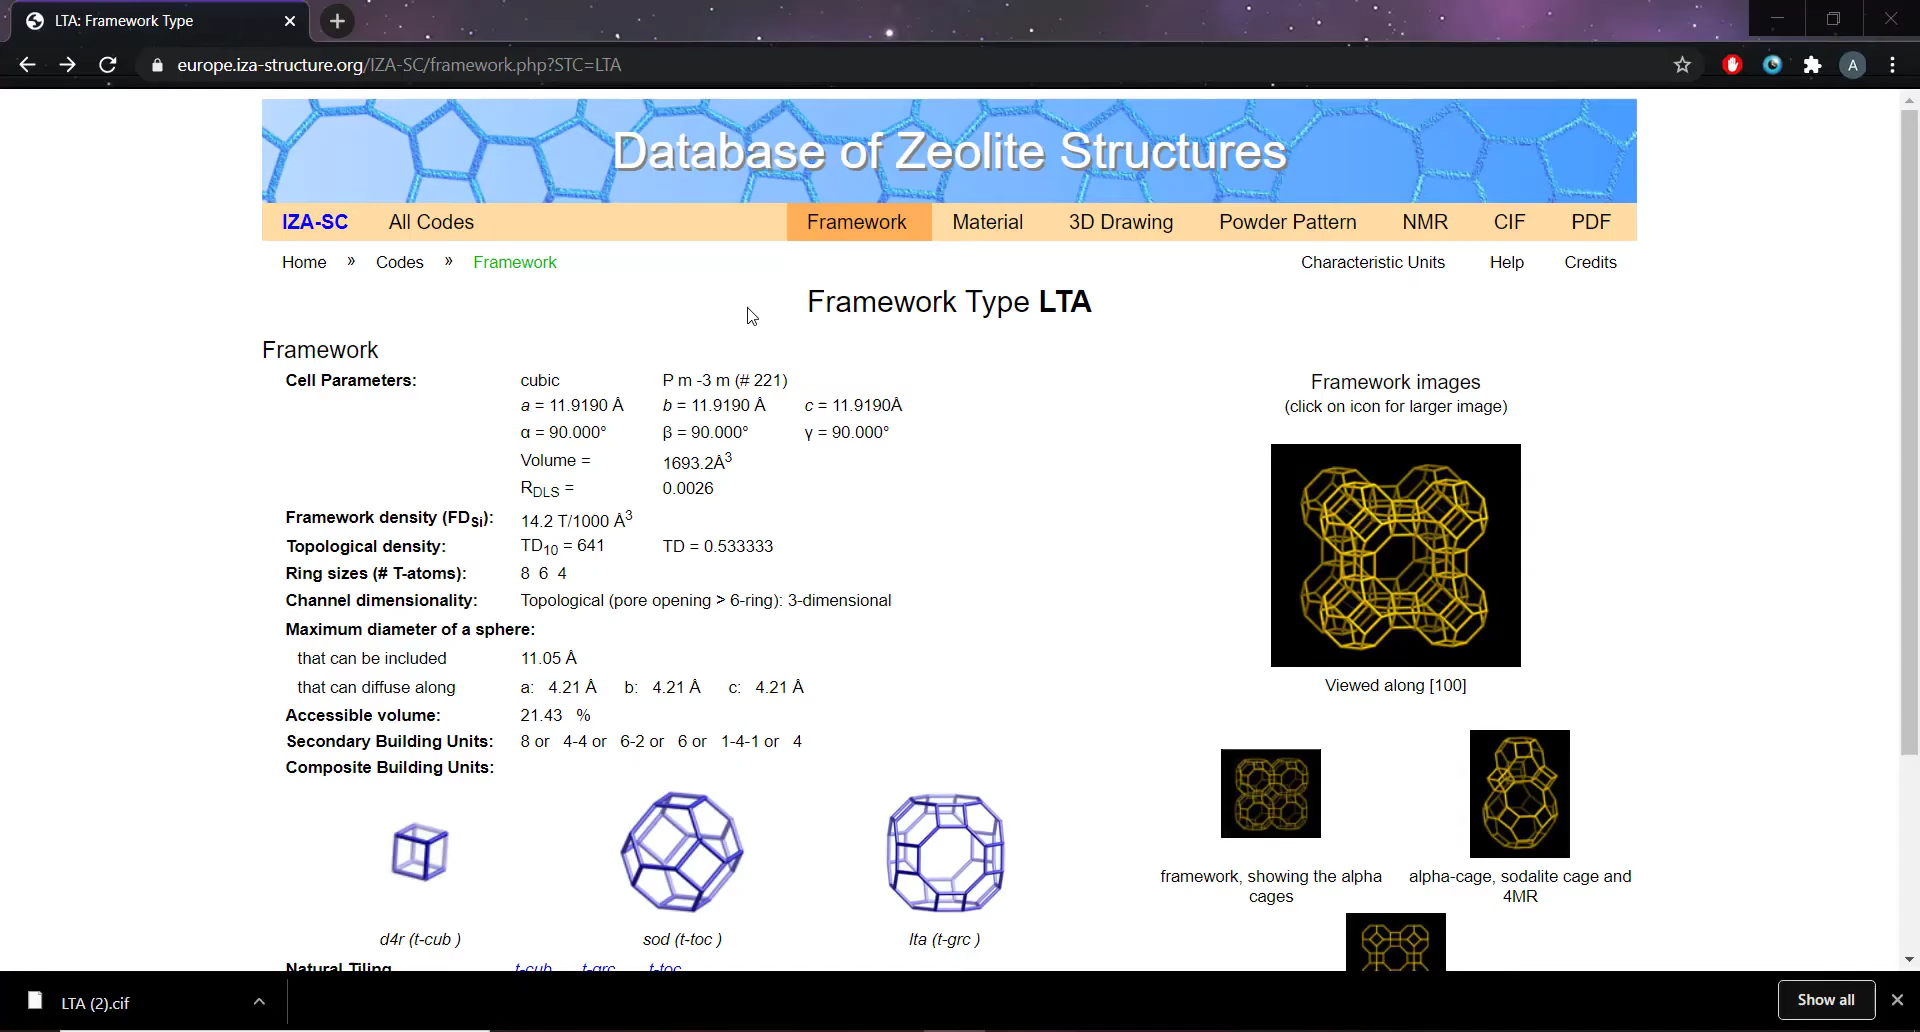 LTA: Framework Type
europe.iza-structure.org/IZA-SC/framework.php?STC=LTA
A
Database of Zeolite Structures
IZA-SC All Codes Framework Material 3D Drawing Powder Pattern NMR CIF PDF
Home » Codes » Framework Characteristic Units Help Credits
Framework Type LTA
Framework
Cell Parameters: cubic P m -3 m (# 221)
a = 11.9190 Å b = 11.9190 Å c = 11.9190Å
α = 90.000° β = 90.000° γ = 90.000°
Volume = 1693.2Å3
RDLS = 0.0026
Framework density (FDSi): 14.2 T/1000 Å3
Topological density: TD10 = 641 TD = 0.533333
Ring sizes (# T-atoms): 8 6 4
Channel dimensionality: Topological (pore opening > 6-ring): 3-dimensional
Maximum diameter of a sphere:
that can be included 11.05 Å
that can diffuse along a: 4.21 Å b: 4.21 Å c: 4.21 Å
Accessible volume: 21.43 %
Secondary Building Units: 8 or 4-4 or 6-2 or 6 or 1-4-1 or 4
Composite Building Units:
d4r (t-cub ) sod (t-toc ) lta (t-grc )
Natural Tiling t-cub t-grc t-toc
Framework images
(click on icon for larger image)
Viewed along [100]
framework, showing the alpha
cages
alpha-cage, sodalite cage and
4MR
LTA (2).cif
Show all